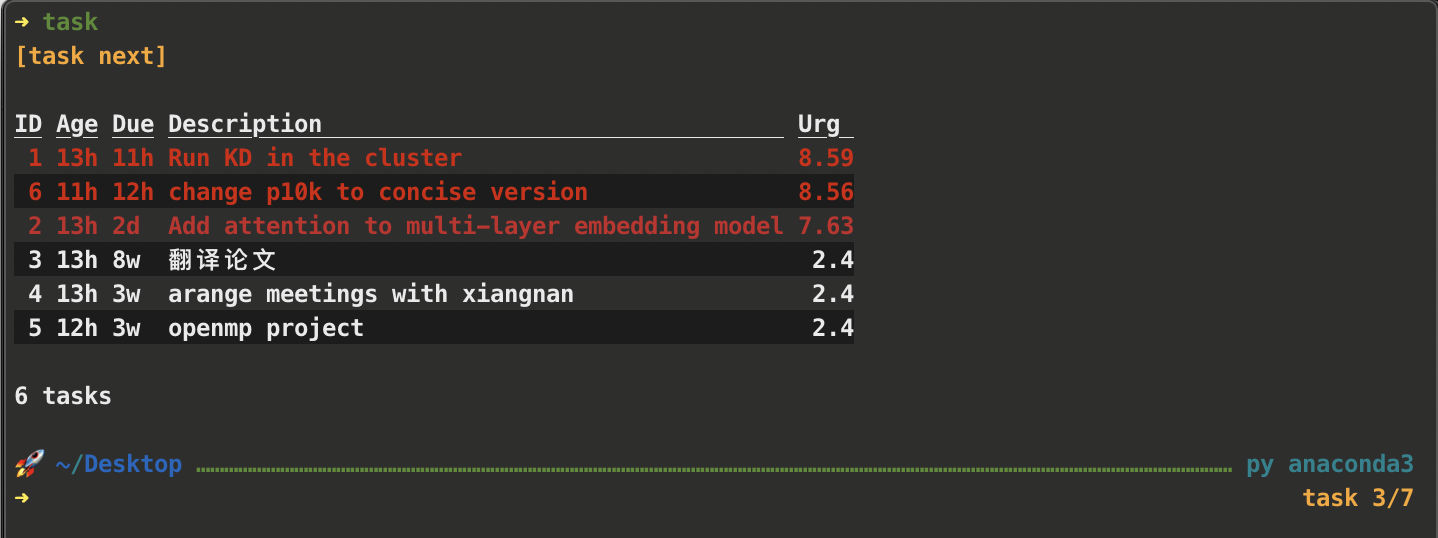 ➜ task
[task next]
ID Age Due Description Urg
1 13h 11h Run KD in the cluster 8.59
6 11h 12h change p10k to concise version 8.56
2 13h 2d Add attention to multi-layer embedding model 7.63
3 13h 8w 翻译论文 2.4
4 13h 3w arange meetings with xiangnan 2.4
5 12h 3w openmp project 2.4
6 tasks
🚀 ~/Desktop py anaconda3
➜ task 3/7